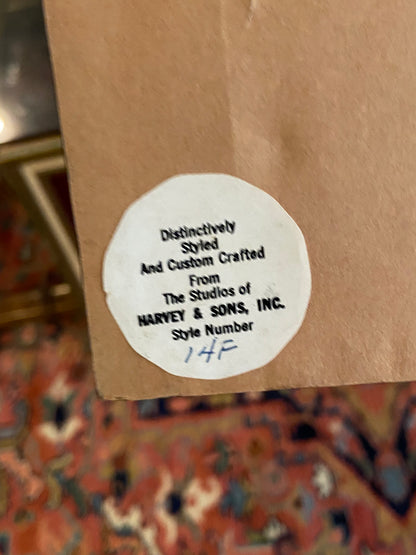 Distinctively
Styled
And Custom Crafted
From
The Studios of
HARVEY & SONS, INC.
Style Number
14F